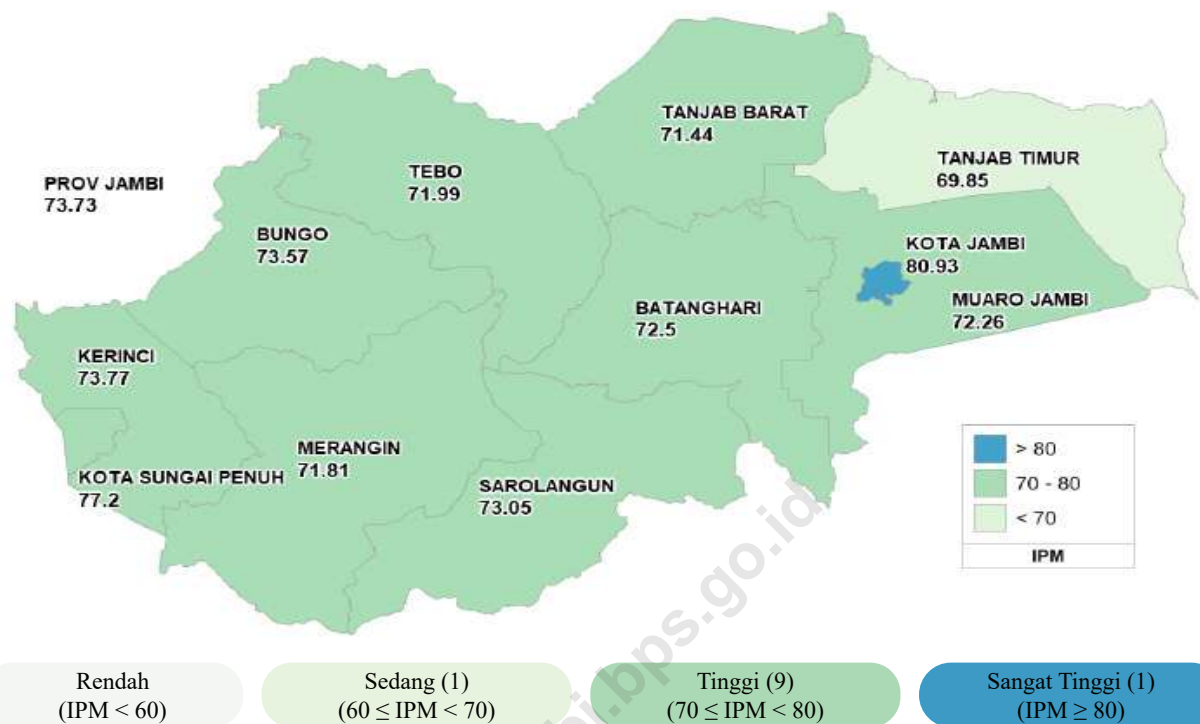 TANJAB BARAT
71.44
TANJAB TIMUR
69.85
PROV JAMBI
73.73
TEBO
71.99
BUNGO
73.57
KOTA JAMBI
80.93
BATANGHARI
72.5
MUARO JAMBI
72.26
KERINCI
73.77
MERANGIN
71.81
KOTA SUNGAI PENUH
77.2
SAROLANGUN
73.05
> 80
70 - 80
< 70
IPM
bi.bps.go.id
Rendah
(IPM < 60)
Sedang (1)
(60 ≤ IPM < 70)
Tinggi (9)
(70 ≤ IPM < 80)
Sangat Tinggi (1)
(IPM ≥ 80)